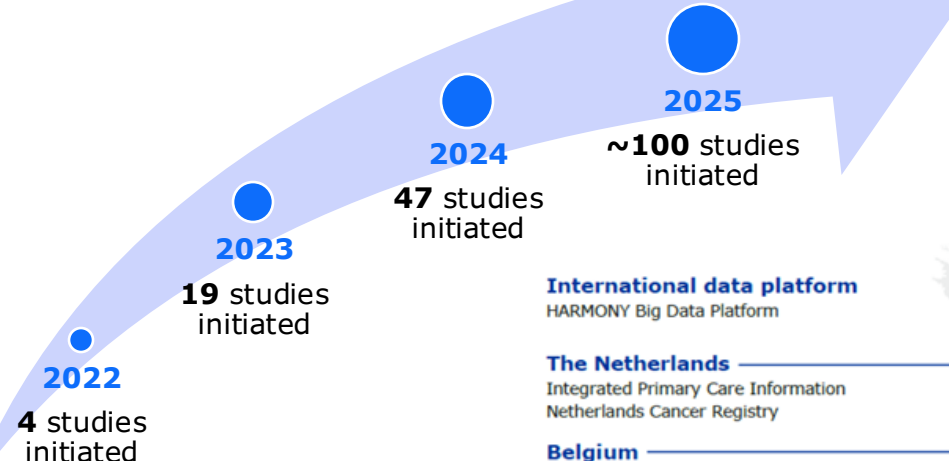 2025
~100 studies
initiated
2024
47 studies
initiated
2023
19 studies
initiated
2022
4 studies
initiated
International data platform
HARMONY Big Data Platform
The Netherlands
Integrated Primary Care Information
Netherlands Cancer Registry
Belgium